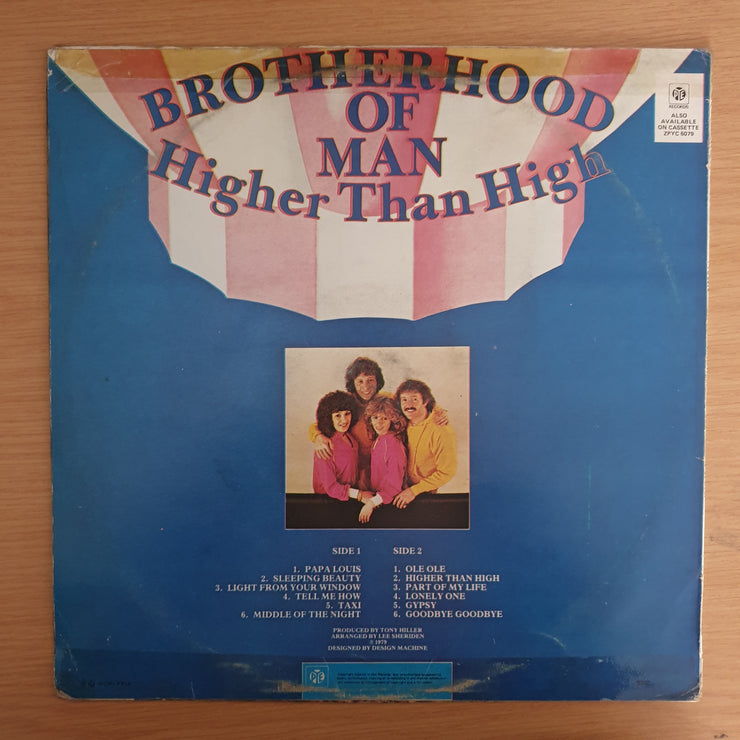 BROTHERHOOD
OF
MAN
Higher Than High
PYE
RECORDS
ALSO
AVAILABLE
ON CASSETTE
ZPYC 6079
SIDE 1
1. PAPA LOUIS
2. SLEEPING BEAUTY
3. LIGHT FROM YOUR WINDOW
4. TELL ME HOW
5. TAXI
6. MIDDLE OF THE NIGHT
SIDE 2
1. OLE OLE
2. HIGHER THAN HIGH
3. PART OF MY LIFE
4. LONELY ONE
5. GYPSY
6. GOODBYE GOODBYE
PRODUCED BY TONY HILLER
ARRANGED BY LEE SHERIDEN
℗ 1979
DESIGNED BY DESIGN MACHINE
PYE